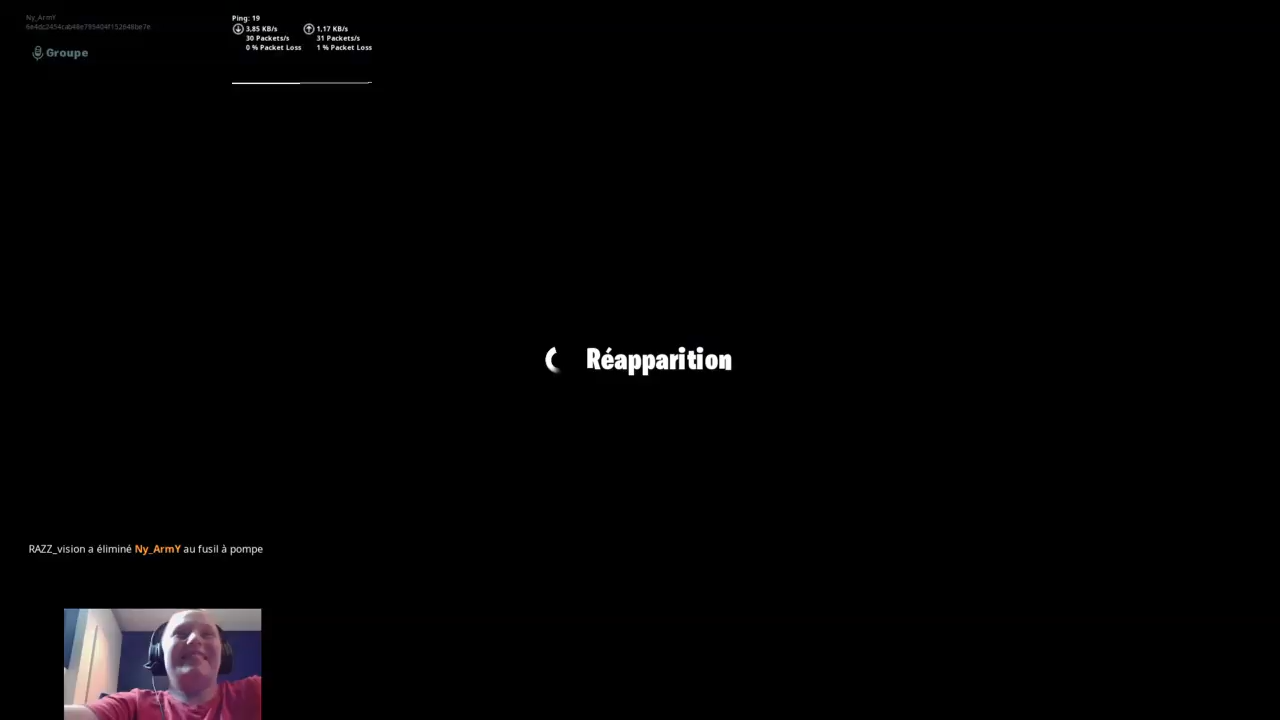 Ny_ArmY
Ping: 19
3,85 KB/s
1,17 KB/s
30 Packets/s
31 Packets/s
0 % Packet Loss
1 % Packet Loss
Groupe
Réapparition
RAZZ_vision a éliminé Ny_ArmY au fusil à pompe